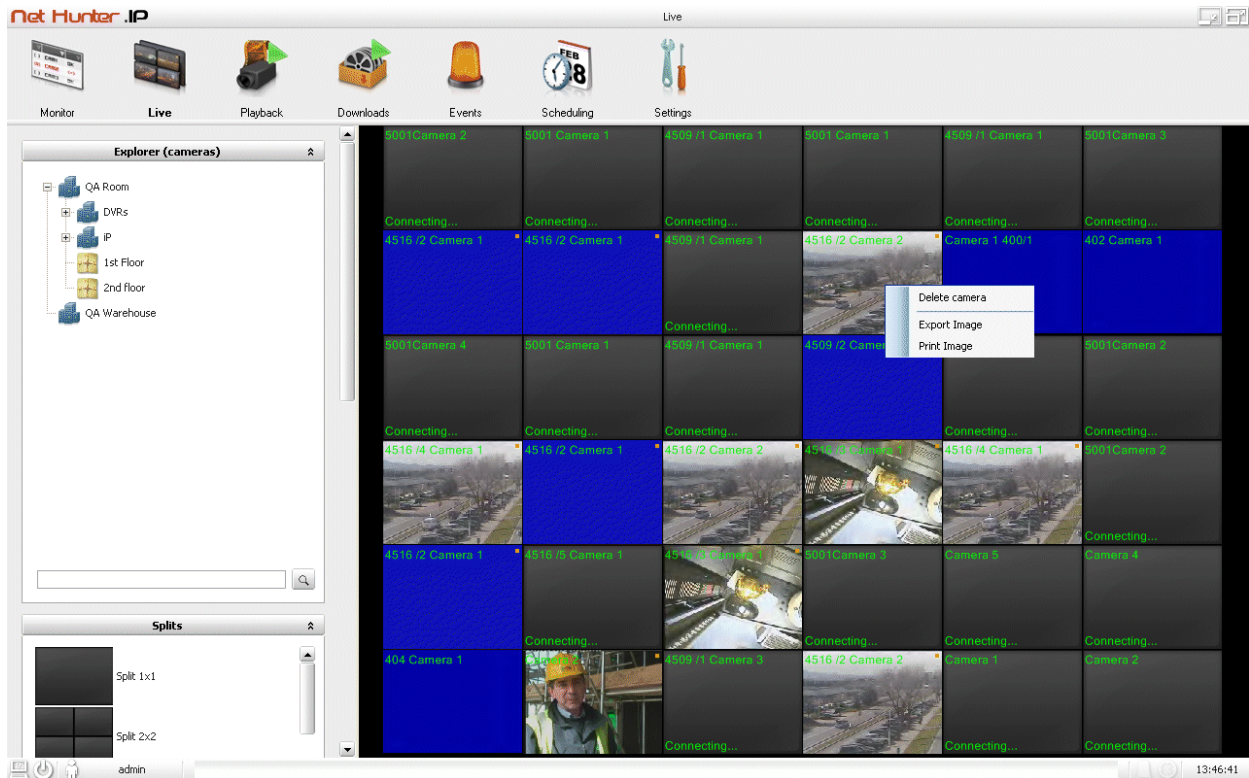 Net Hunter .IP
Live
Monitor
Live
Playback
Downloads
FEB
8
Events
Scheduling
Settings
Explorer (cameras)
QA Room
DVRs
iP
1st Floor
2nd floor
QA Warehouse
Splits
Split 1x1
Split 2x2
admin
5001Camera 2
5001 Camera 1
4509 /1 Camera 1
5001 Camera 1
4509 /1 Camera 1
5001Camera 3
Connecting...
Connecting...
Connecting...
Connecting...
Connecting...
Connecting...
4516 /2 Camera 1
4516 /2 Camera 1
4509 /1 Camera 1
4516 /2 Camera 2
Camera 1 400/1
402 Camera 1
Connecting...
Delete camera
Export Image
Print Image
5001Camera 4
5001 Camera 1
4509 /1 Camera 1
4509 /2 Camer
5001Camera 2
Connecting...
Connecting...
Connecting...
Connecting...
Connecting...
4516 /4 Camera 1
4516 /2 Camera 1
4516 /2 Camera 2
Camera 1
4516 /4 Camera 1
5001Camera 2
Connecting...
4516 /2 Camera 1
4516 /5 Camera 1
5001Camera 3
Camera 5
Camera 4
Connecting...
Connecting...
Connecting...
Connecting...
404 Camera 1
4509 /1 Camera 3
4516 /2 Camera 2
Camera 1
Camera 2
Connecting...
Connecting...
Connecting...
13:46:41